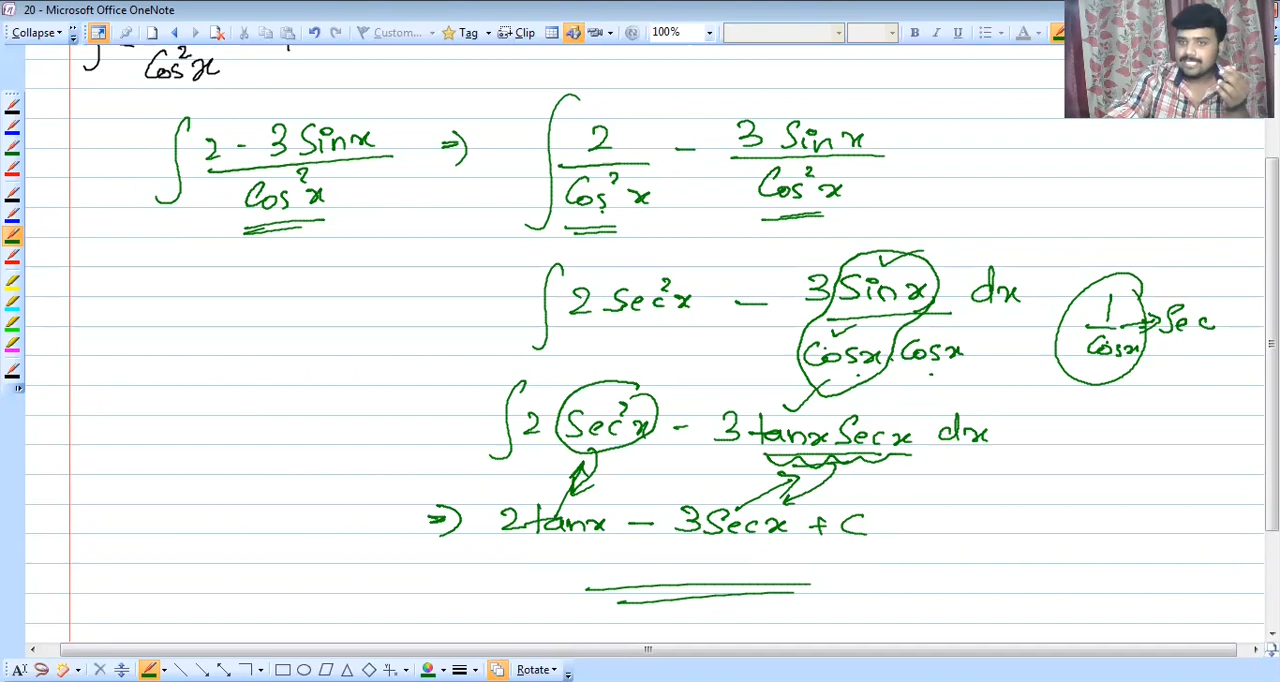 20 - Microsoft Office OneNote
Collapse Custom... Tag Clip 100% B I U A
∫ Cos²x
∫ 2 - 3 Sinx / Cos²x ⇒ ∫ 2 / Cos²x - 3 Sinx / Cos²x
∫ 2 Sec²x - 3 Sinx / Cosx . Cosx dx 1 / Cosx → Sec
∫ 2 Sec²x - 3 tanx Secx dx
⇒ 2tanx - 3Secx + C
Rotate